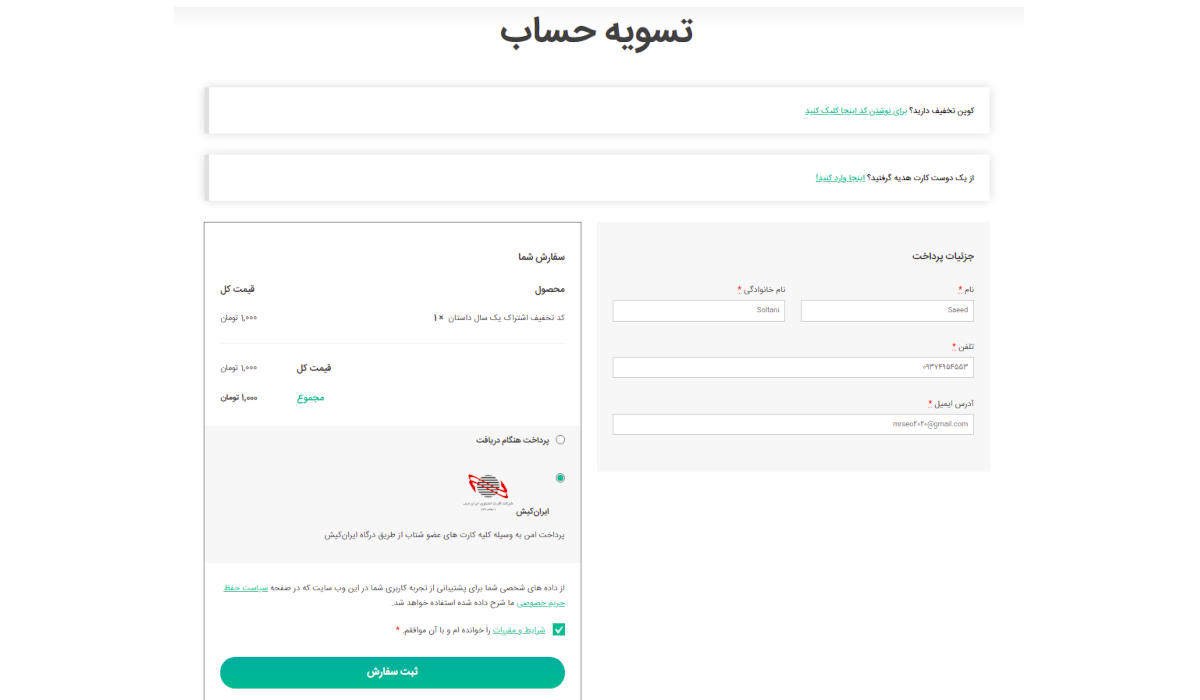 تسویه حساب
کوپن تخفیف دارید؟ برای نوشتن کد اینجا کلیک کنید
از یک دوست کارت هدیه گرفتید؟ اینجا وارد کنید!
جزئیات پرداخت
نام *
نام خانوادگی *
Saeed
Soltani
تلفن *
۰۹۳۷۴۹۵۴۵۵۳
آدرس ایمیل *
mrseo۲۰۲۰@gmail.com
سفارش شما
محصول
قیمت کل
کد تخفیف اشتراک یک سال داستان × ۱
۱,۰۰۰ تومان
قیمت کل
۱,۰۰۰ تومان
مجموع
۱,۰۰۰ تومان
پرداخت هنگام دریافت
ایران‌کیش
پرداخت امن به وسیله کلیه کارت های عضو شتاب از طریق درگاه ایران‌کیش
از داده های شخصی شما برای پشتیبانی از تجربه کاربری شما در این وب سایت که در صفحه سیاست حفظ
حریم خصوصی ما شرح داده شده استفاده خواهد شد.
شرایط و مقررات را خوانده ام و با آن موافقم. *
ثبت سفارش